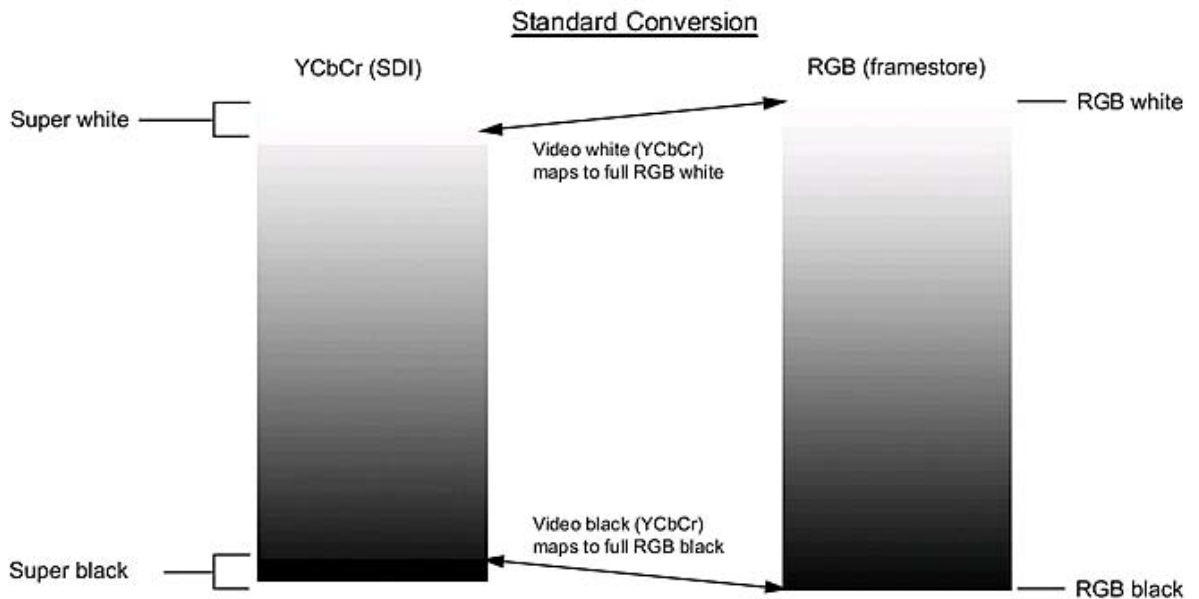 Standard Conversion
YCbCr (SDI)
RGB (framestore)
Super white
RGB white
Video white (YCbCr)
maps to full RGB white
Video black (YCbCr)
maps to full RGB black
Super black
RGB black